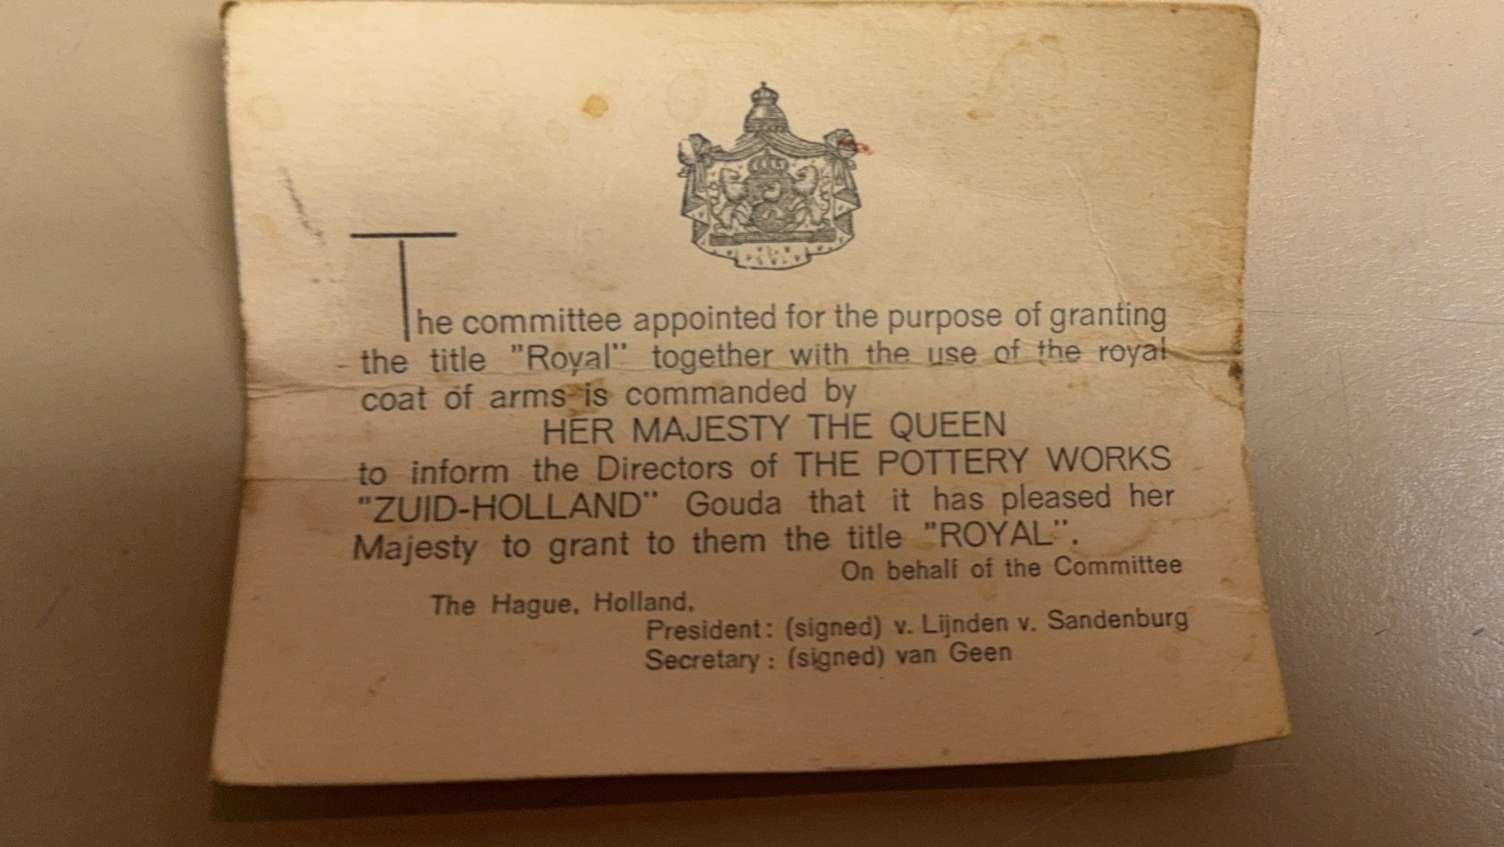 The committee appointed for the purpose of granting
the title "Royal" together with the use of the royal
coat of arms is commanded by
HER MAJESTY THE QUEEN
to inform the Directors of THE POTTERY WORKS
"ZUID-HOLLAND" Gouda that it has pleased her
Majesty to grant to them the title "ROYAL".
On behalf of the Committee
The Hague, Holland,
President: (signed) v. Lijnden v. Sandenburg
Secretary: (signed) van Geen